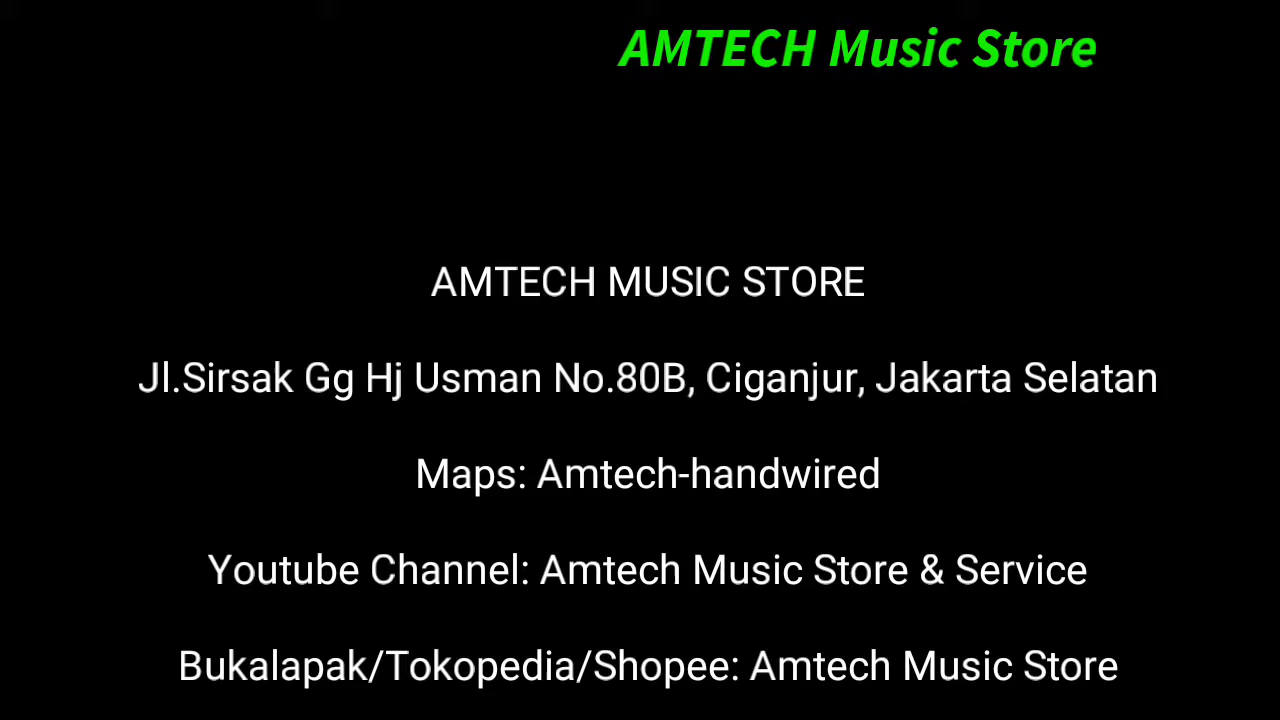 AMTECH Music Store
AMTECH MUSIC STORE
Jl.Sirsak Gg Hj Usman No.80B, Ciganjur, Jakarta Selatan
Maps: Amtech-handwired
Youtube Channel: Amtech Music Store & Service
Bukalapak/Tokopedia/Shopee: Amtech Music Store